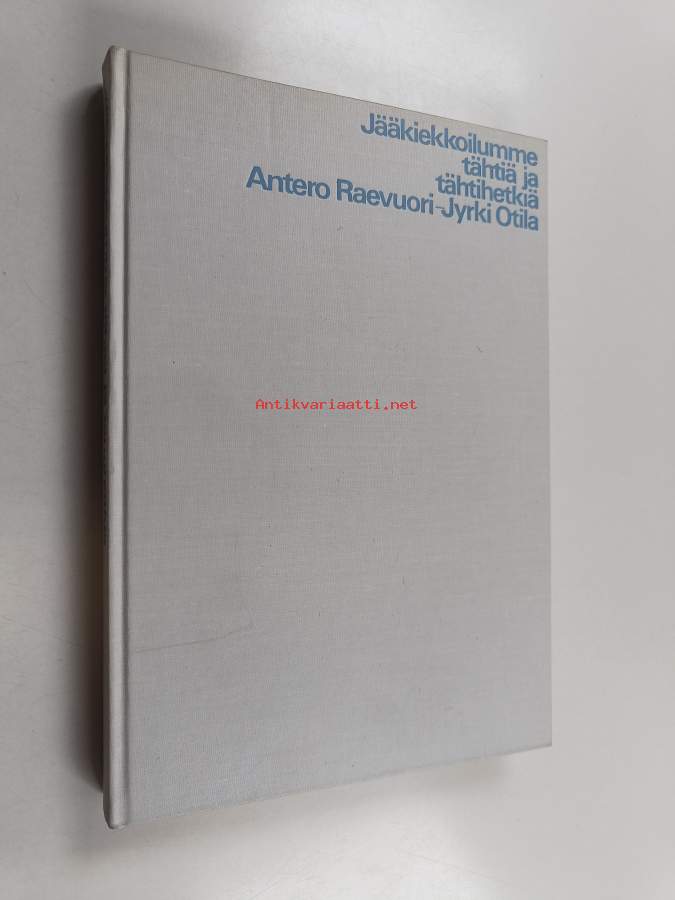 Jääkiekkoilumme
tähtiä ja
tähtihetkiä
Antero Raevuori-Jyrki Otila
Antikvariaatti.net